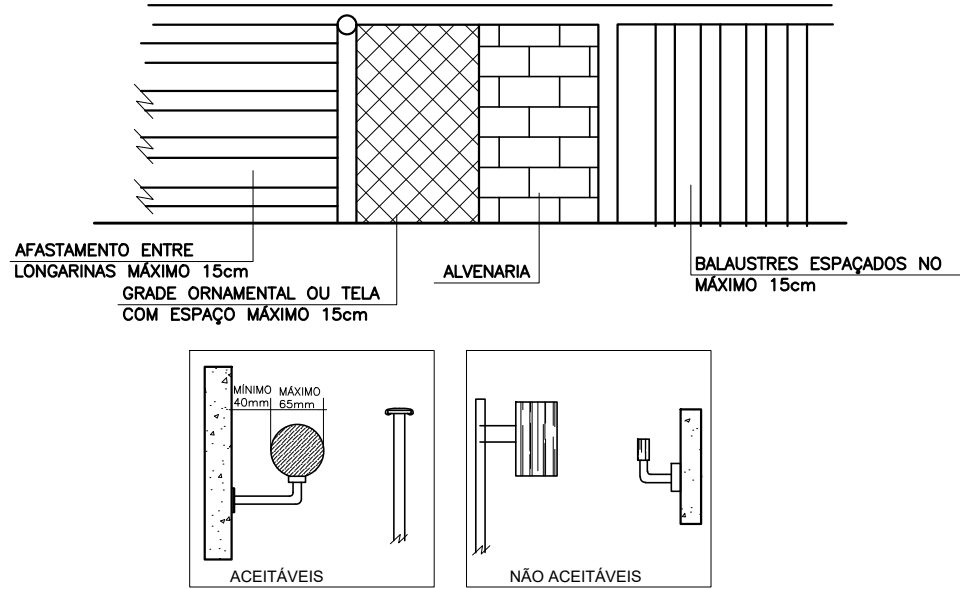 AFASTAMENTO ENTRE
LONGARINAS MÁXIMO 15cm
GRADE ORNAMENTAL OU TELA
COM ESPAÇO MÁXIMO 15cm
ALVENARIA
BALAUSTRES ESPAÇADOS NO
MÁXIMO 15cm
MÍNIMO
40mm
MÁXIMO
65mm
ACEITÁVEIS
NÃO ACEITÁVEIS